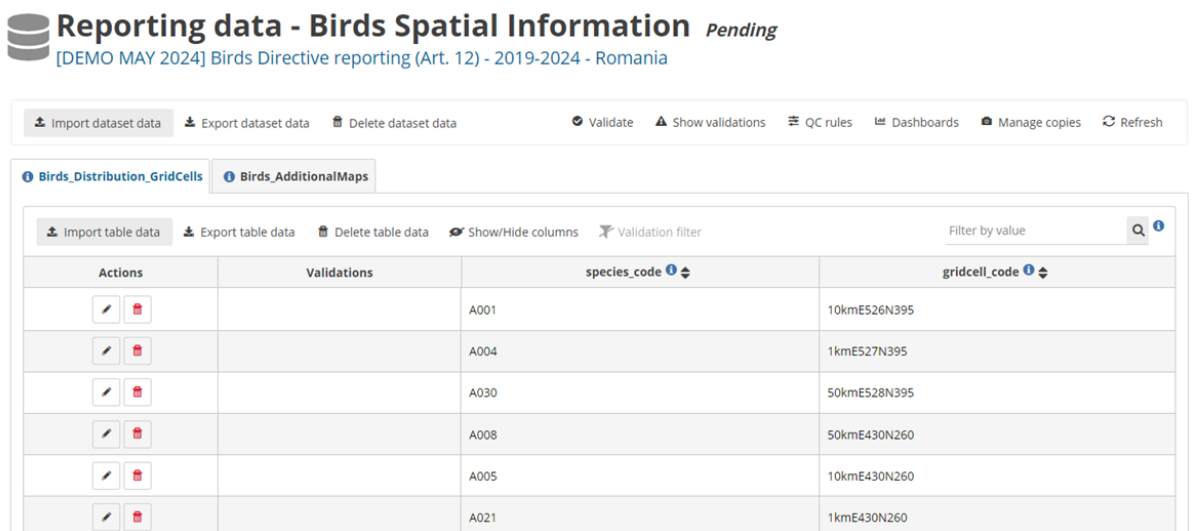 Reporting data - Birds Spatial Information Pending
[DEMO MAY 2024] Birds Directive reporting (Art. 12) - 2019-2024 - Romania
Import dataset data Export dataset data Delete dataset data Validate Show validations QC rules Dashboards Manage copies Refresh
Birds_Distribution_GridCells Birds_AdditionalMaps
Import table data Export table data Delete table data Show/Hide columns Validation filter Filter by value
Actions Validations species_code gridcell_code
A001 10kmE526N395
A004 1kmE527N395
A030 50kmE528N395
A008 50kmE430N260
A005 10kmE430N260
A021 1kmE430N260